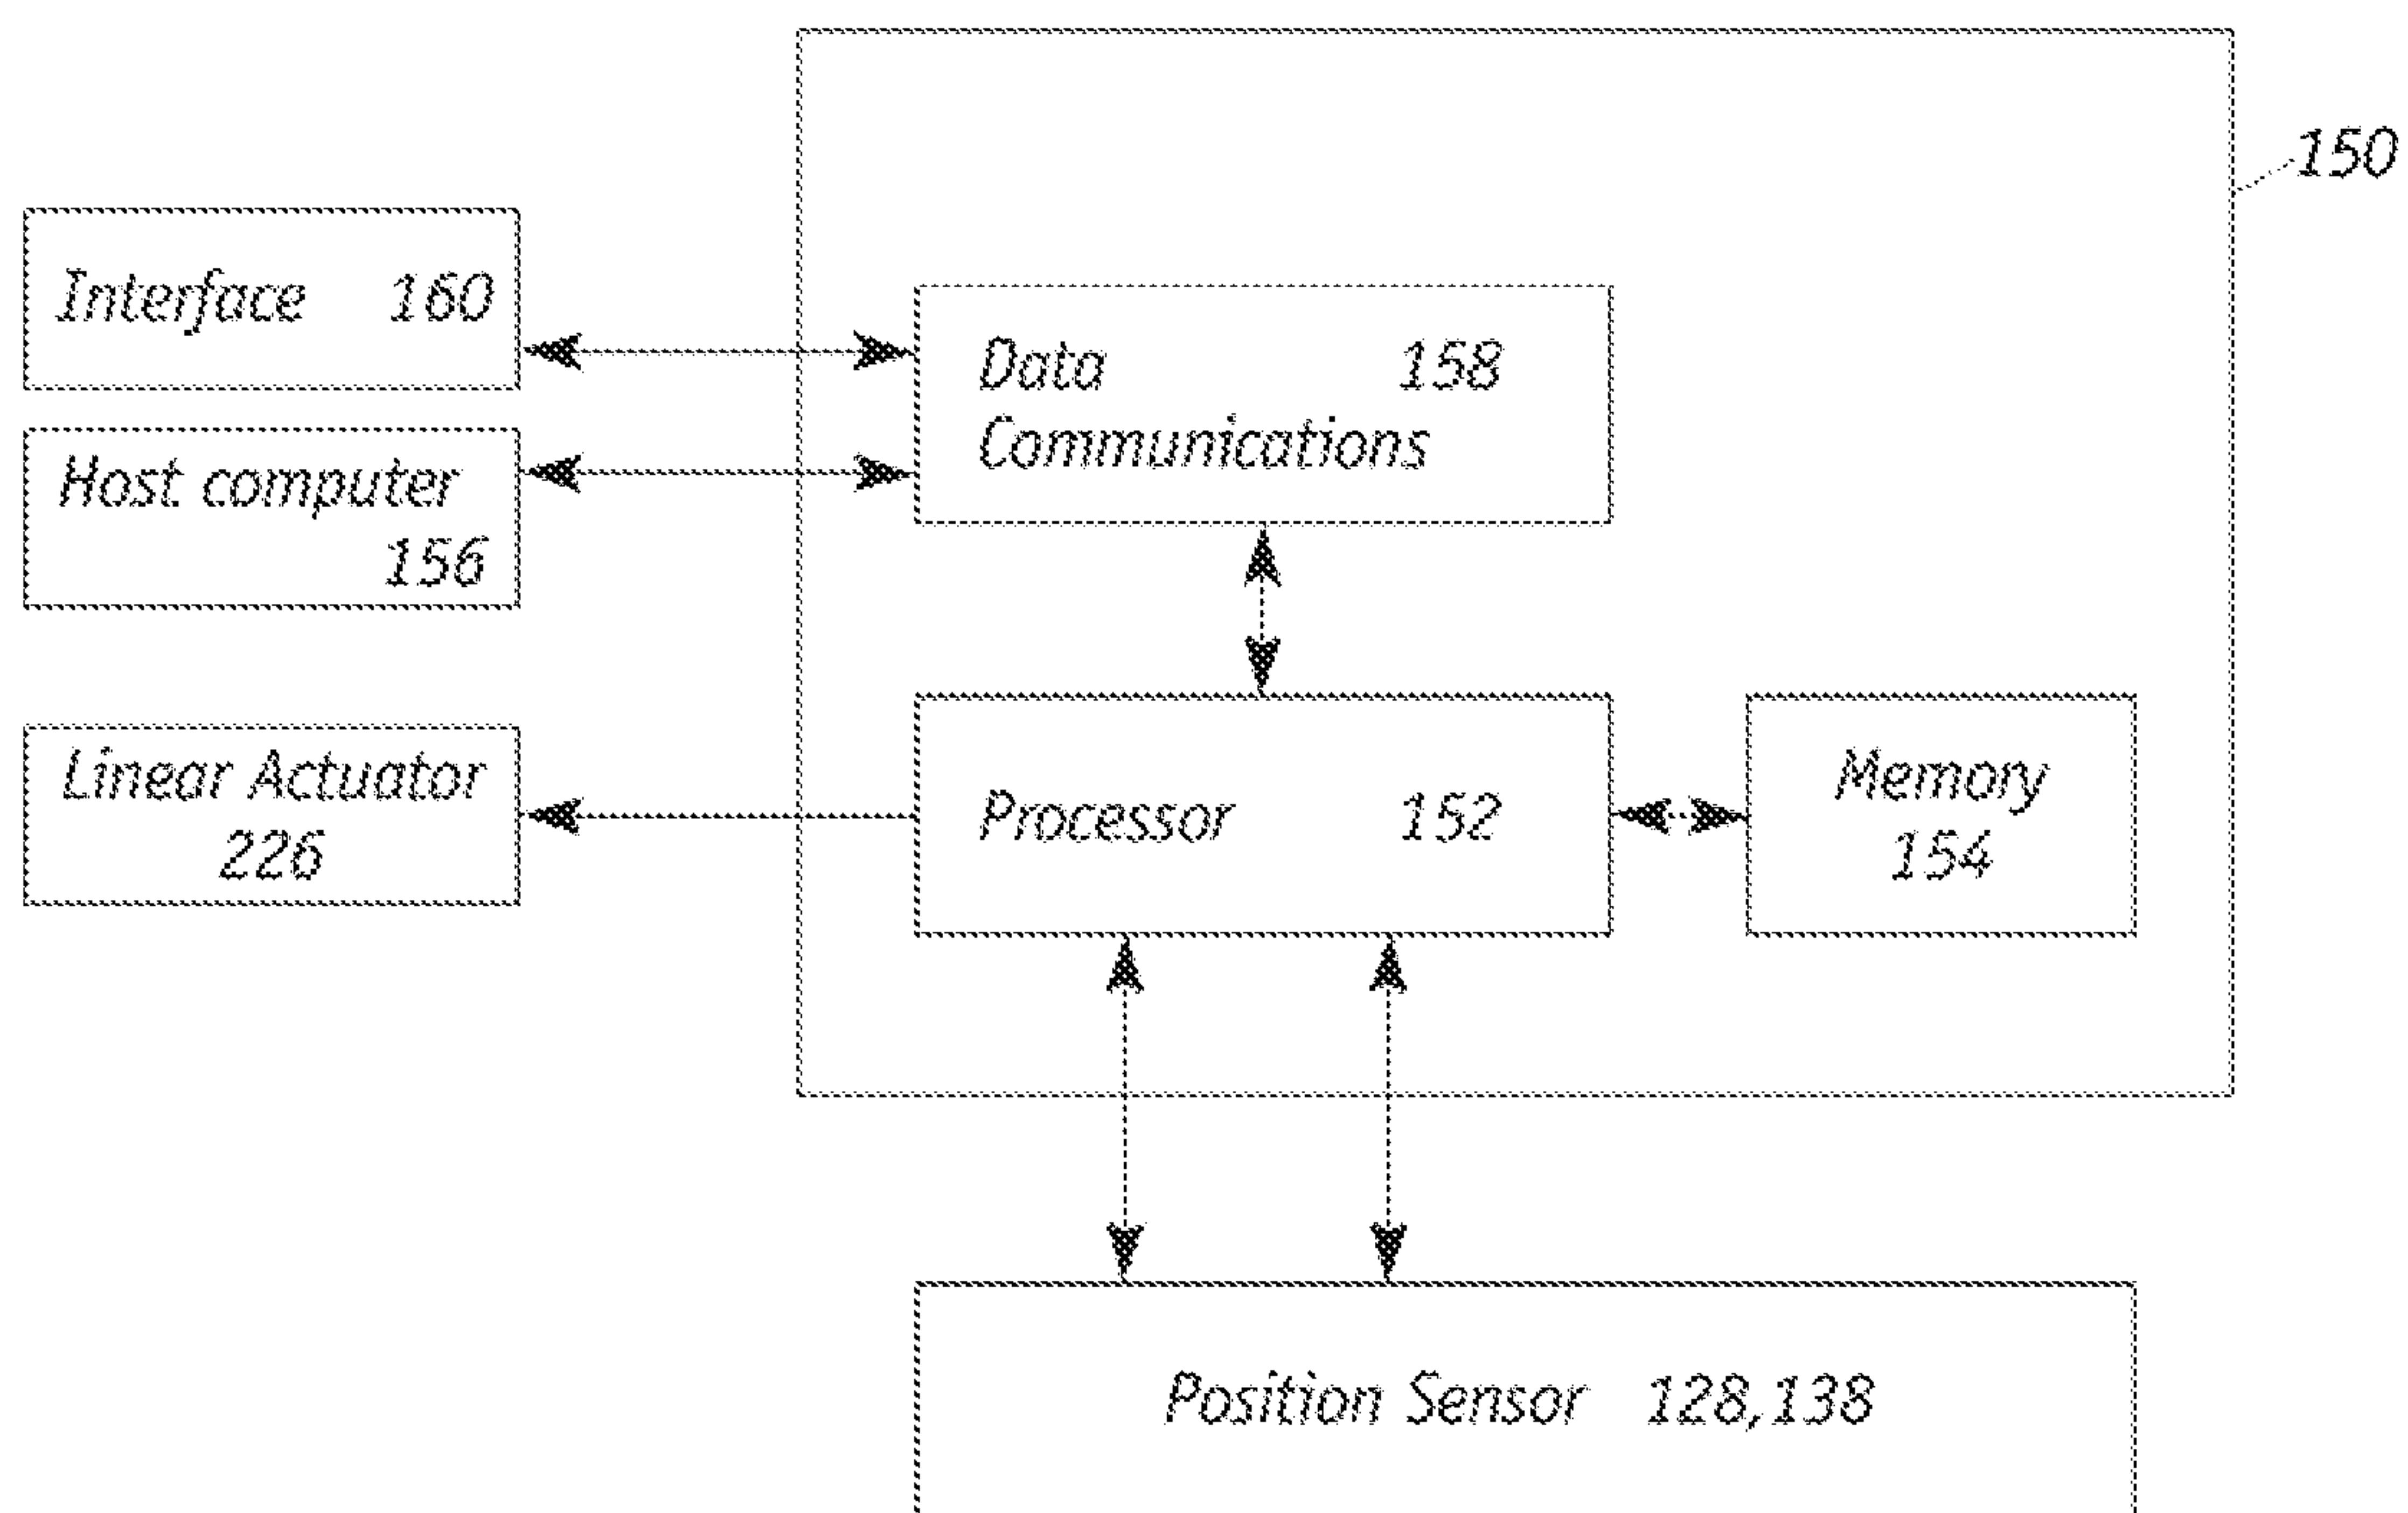 150
Interface 160
Data 158
Communications
Host computer
156
Linear Actuator
226
Processor 152
Memory
154
Position Sensor 128,138